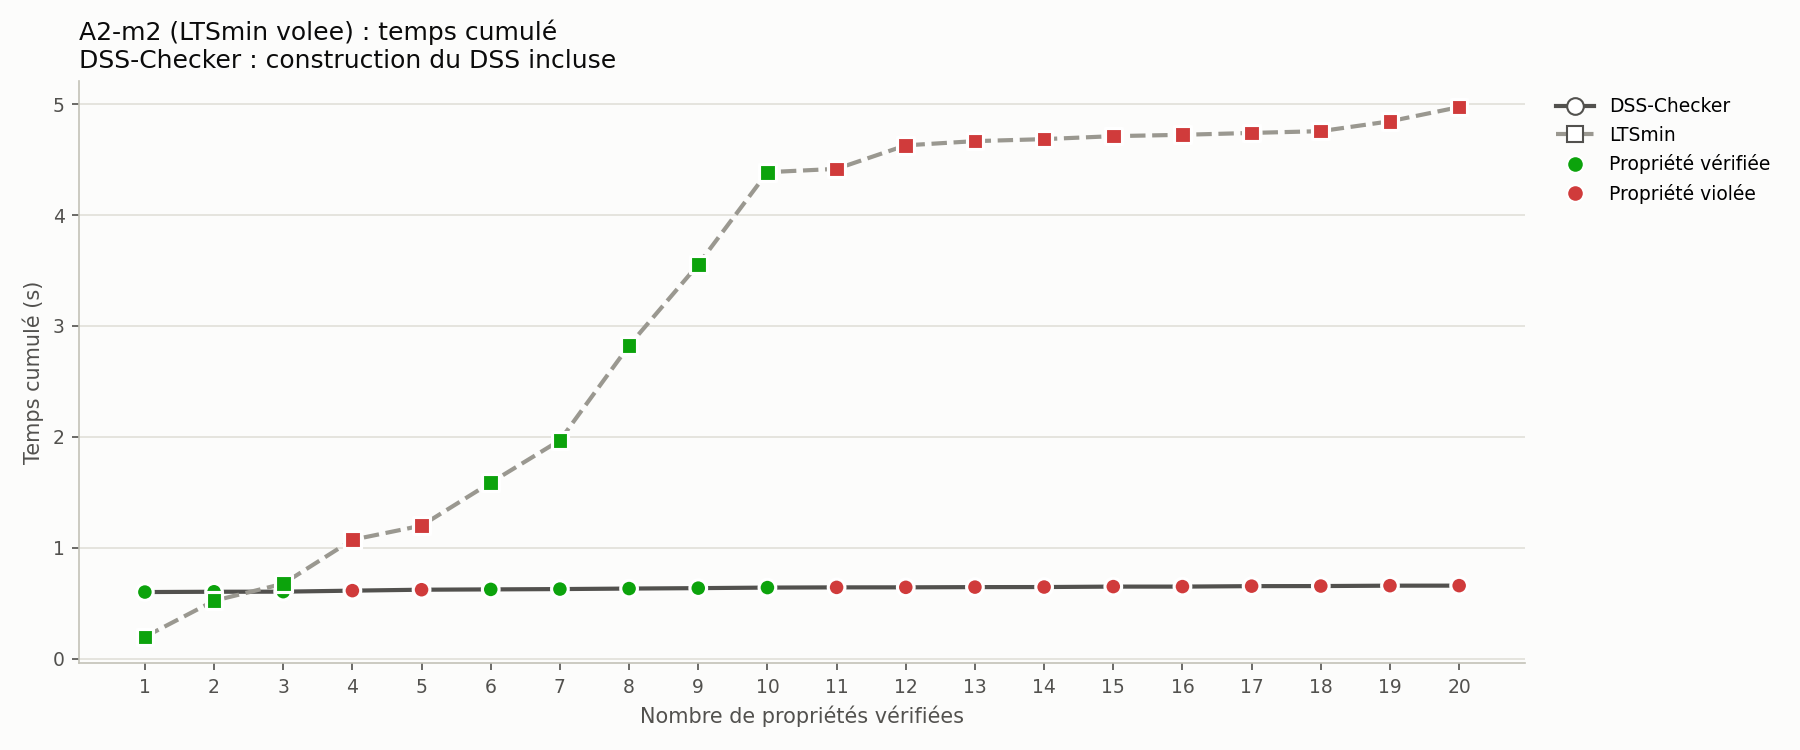 A2-m2 (LTSmin volee) : temps cumulé
DSS-Checker : construction du DSS incluse
DSS-Checker
LTSmin
Propriété vérifiée
Propriété violée
Temps cumulé (s)
5
4
3
2
1
0
1 2 3 4 5 6 7 8 9 10 11 12 13 14 15 16 17 18 19 20
Nombre de propriétés vérifiées